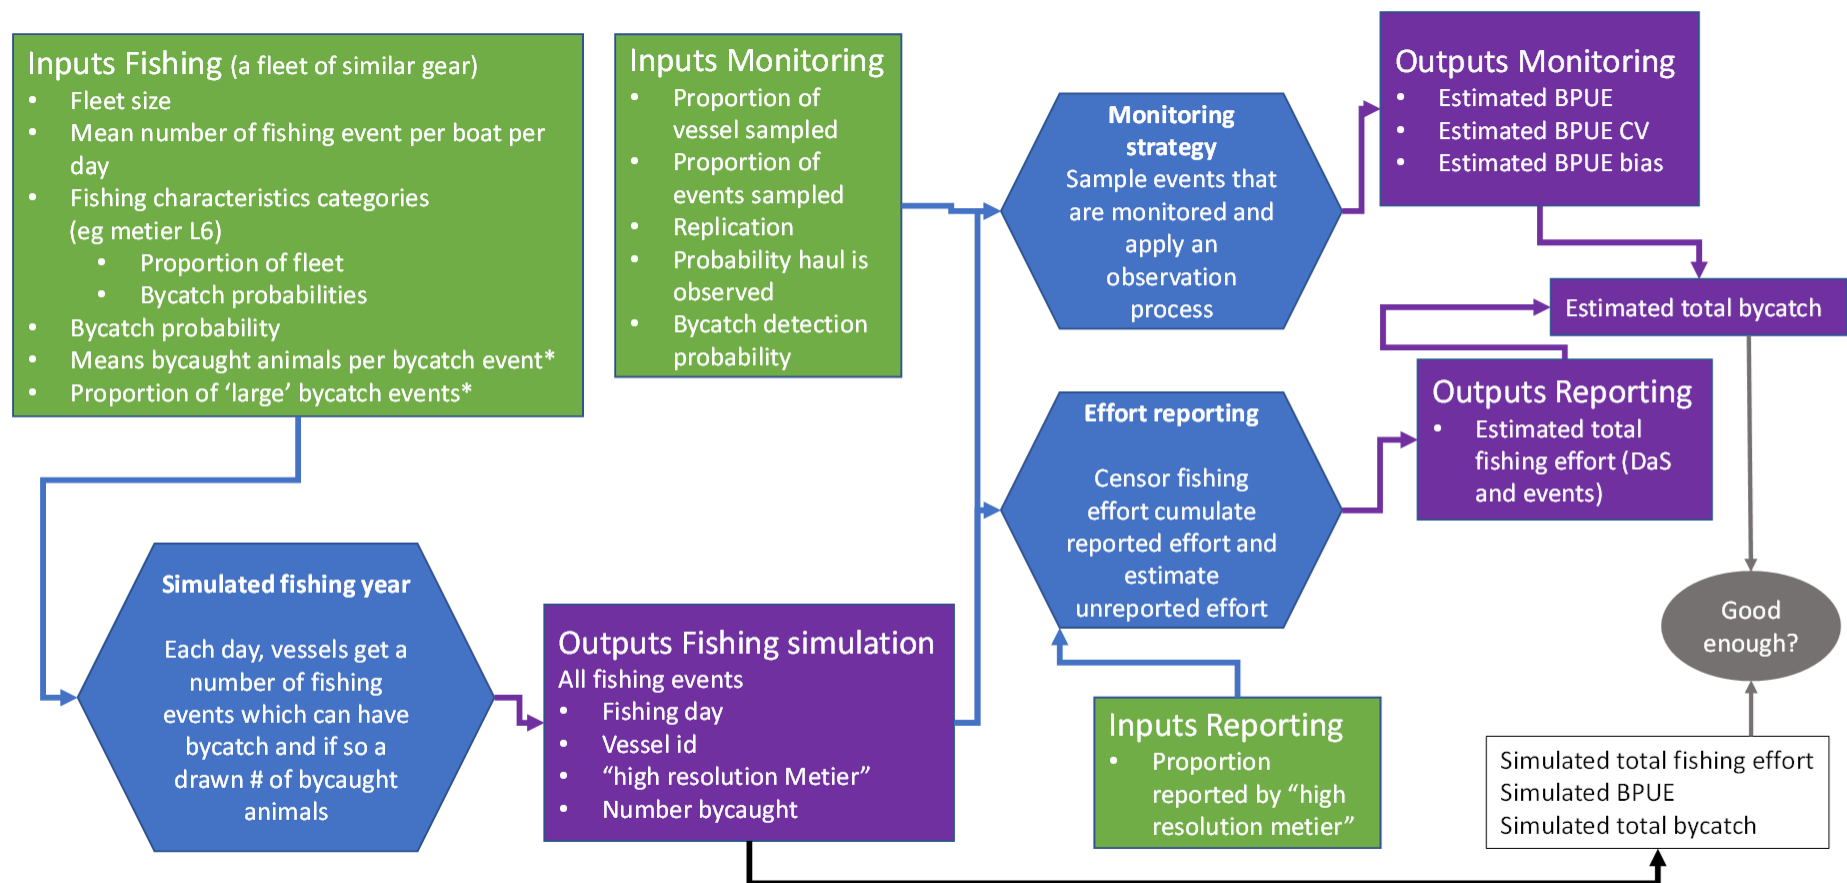 Inputs Fishing (a fleet of similar gear)
• Fleet size
• Mean number of fishing event per boat per
day
• Fishing characteristics categories
(eg metier L6)
• Proportion of fleet
• Bycatch probabilities
• Bycatch probability
• Means bycaught animals per bycatch event*
• Proportion of ‘large’ bycatch events*
Inputs Monitoring
• Proportion of
vessel sampled
• Proportion of
events sampled
• Replication
• Probability haul is
observed
• Bycatch detection
probability
Monitoring
strategy
Sample events that
are monitored and
apply an
observation
process
Outputs Monitoring
• Estimated BPUE
• Estimated BPUE CV
• Estimated BPUE bias
Estimated total bycatch
Effort reporting
Censor fishing
effort cumulate
reported effort and
estimate
unreported effort
Outputs Reporting
• Estimated total
fishing effort (DaS
and events)
Simulated fishing year
Each day, vessels get a
number of fishing
events which can have
bycatch and if so a
drawn # of bycaught
animals
Outputs Fishing simulation
All fishing events
• Fishing day
• Vessel id
• “high resolution Metier”
• Number bycaught
Inputs Reporting
• Proportion
reported by “high
resolution metier”
Good
enough?
Simulated total fishing effort
Simulated BPUE
Simulated total bycatch